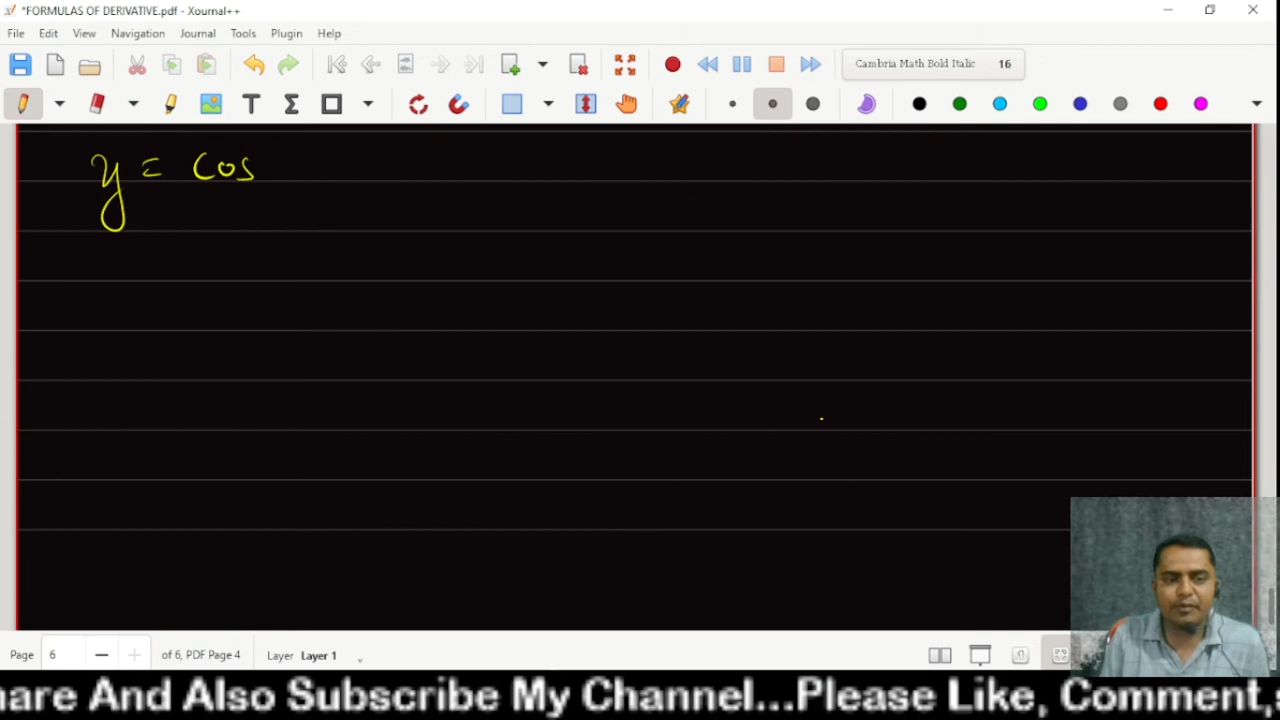 *FORMULAS OF DERIVATIVE.pdf - Xournal++
File Edit View Navigation Journal Tools Plugin Help
Cambria Math Bold Italic 16
y = cos
Page 6 of 6, PDF Page 4 Layer Layer 1
hare And Also Subscribe My Channel...Please Like, Comment,s